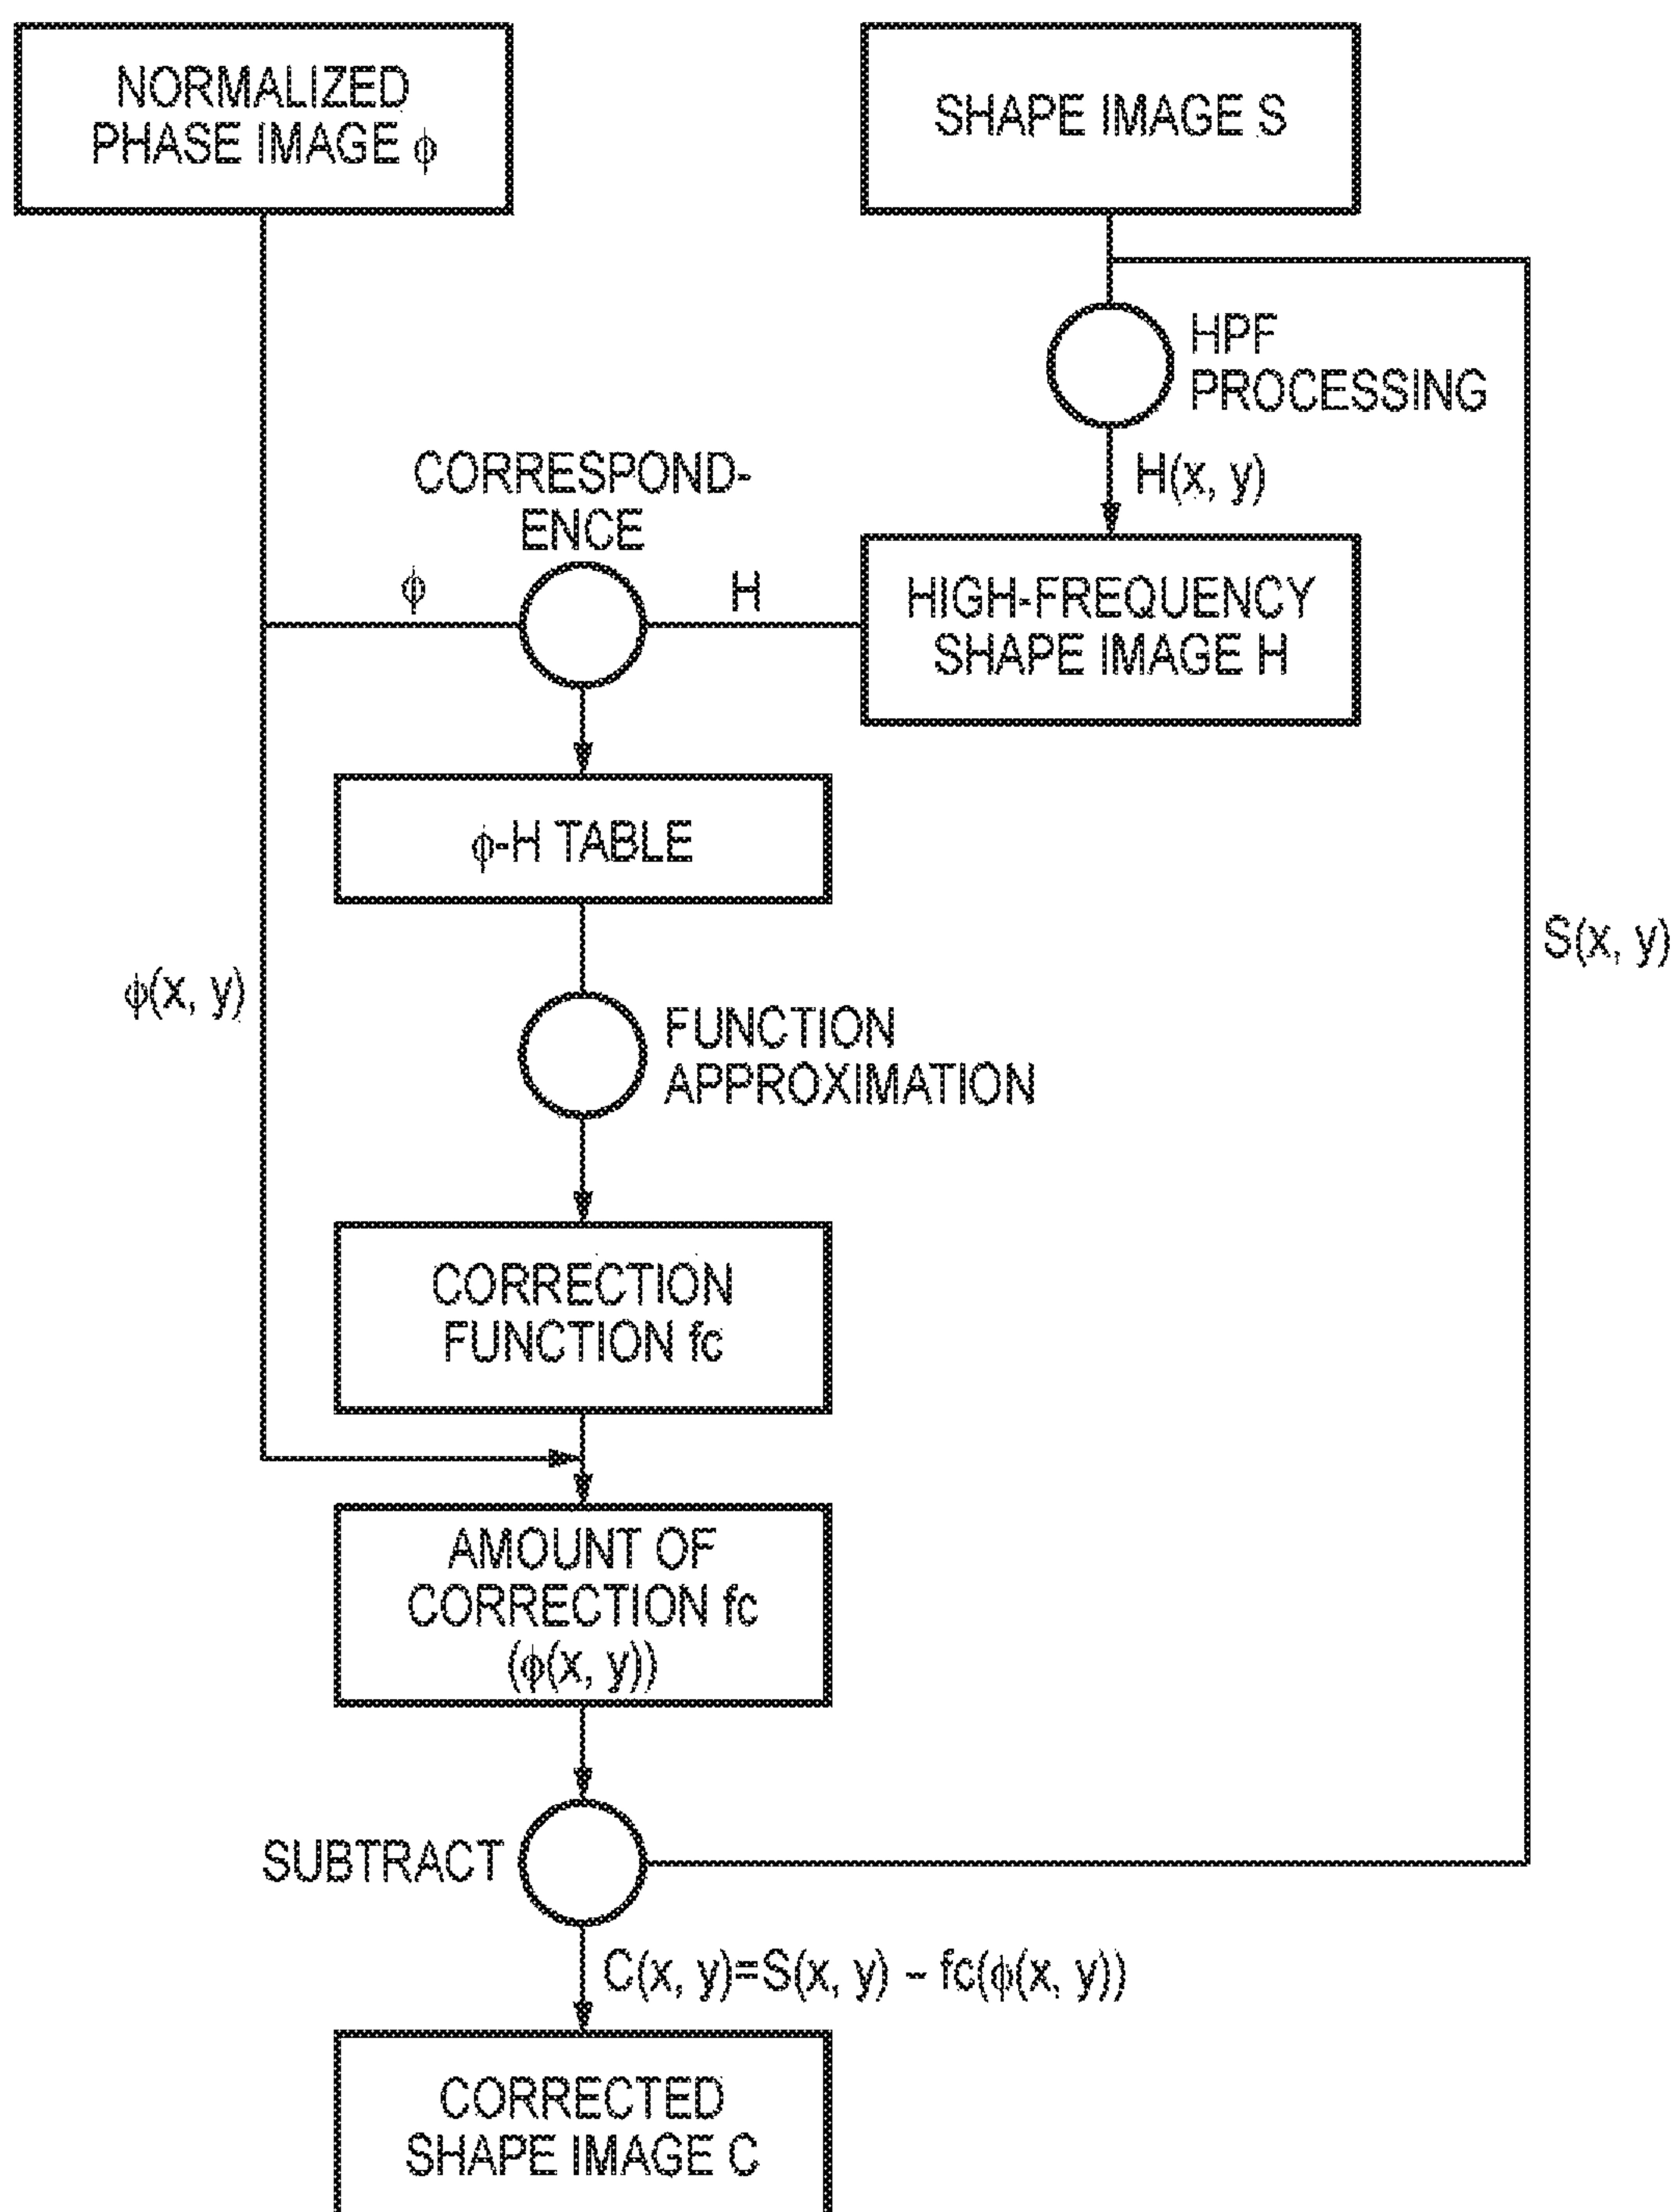 NORMALIZED
PHASE IMAGE ϕ
SHAPE IMAGE S
HPF
PROCESSING
H(x, y)
CORRESPOND-
ENCE
ϕ
H
HIGH-FREQUENCY
SHAPE IMAGE H
ϕ-H TABLE
ϕ(x, y)
S(x, y)
FUNCTION
APPROXIMATION
CORRECTION
FUNCTION fc
AMOUNT OF
CORRECTION fc
(ϕ(x, y))
SUBTRACT
C(x, y)=S(x, y) – fc(ϕ(x, y))
CORRECTED
SHAPE IMAGE C